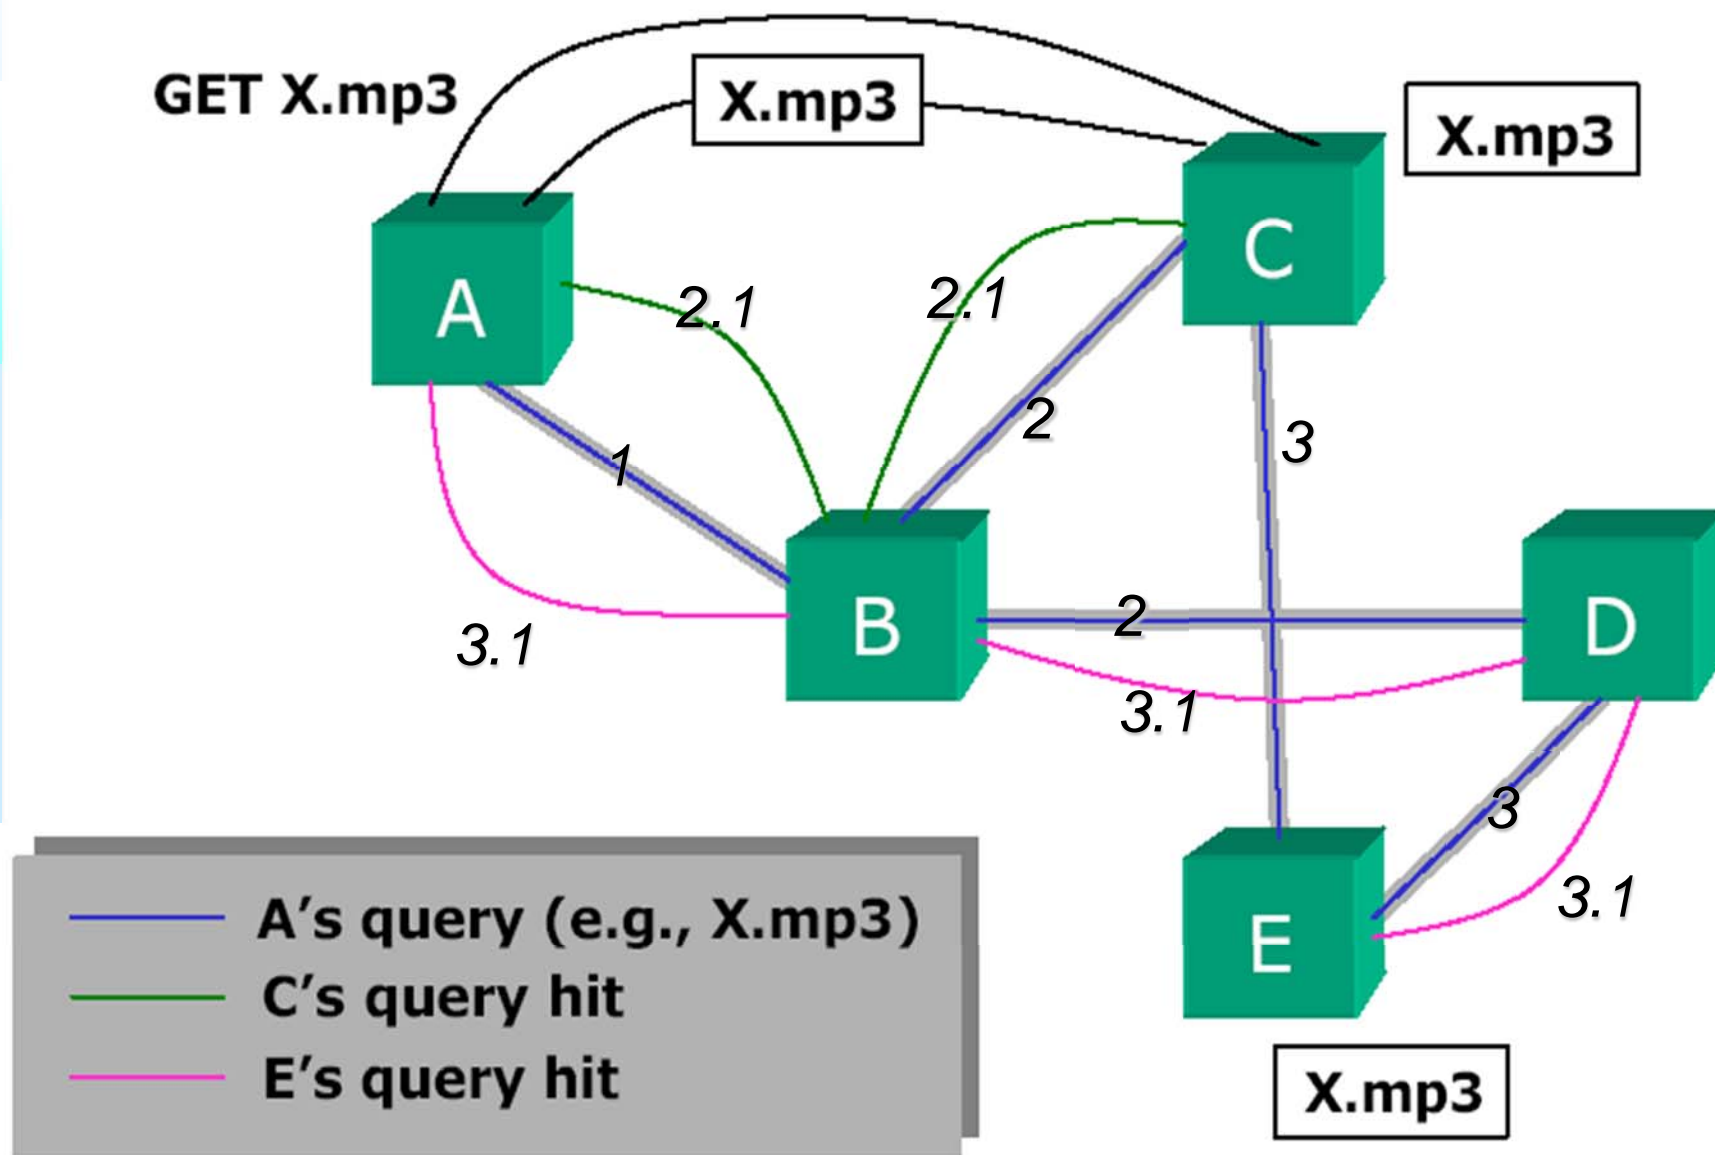 GET X.mp3
X.mp3
X.mp3
C
A
2.1
2.1
2
3
1
B
2
D
3.1
3.1
3
3.1
E
A’s query (e.g., X.mp3)
C’s query hit
E’s query hit
X.mp3